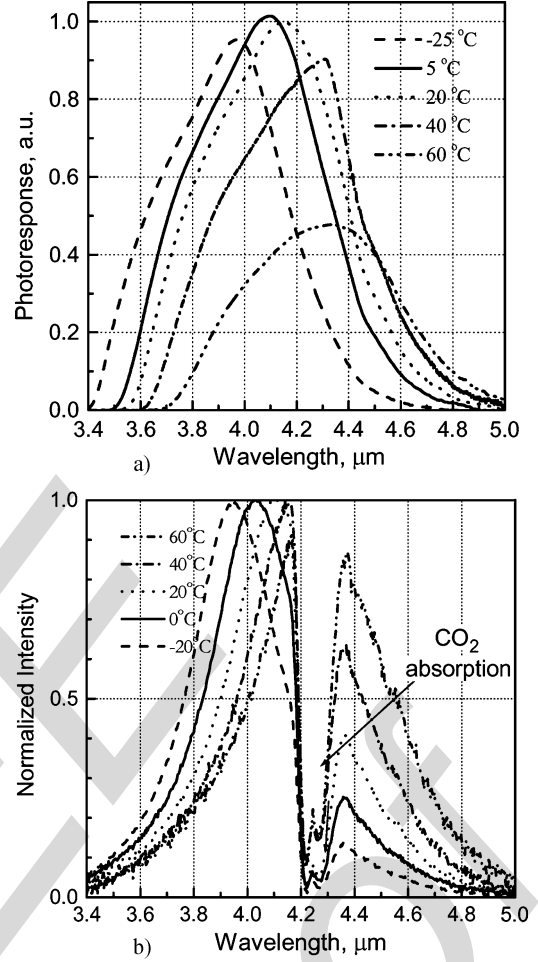 1.0
0.8
0.6
0.4
0.2
0.0
Photoresponse, a.u.
-25 °C
5 °C
20 °C
40 °C
60 °C
3.4 3.6 3.8 4.0 4.2 4.4 4.6 4.8 5.0
Wavelength, μm
a)
1.0
0.5
0.0
Normalized Intensity
60°C
40°C
20°C
0°C
-20°C
CO₂
absorption
3.4 3.6 3.8 4.0 4.2 4.4 4.6 4.8 5.0
Wavelength, μm
b)